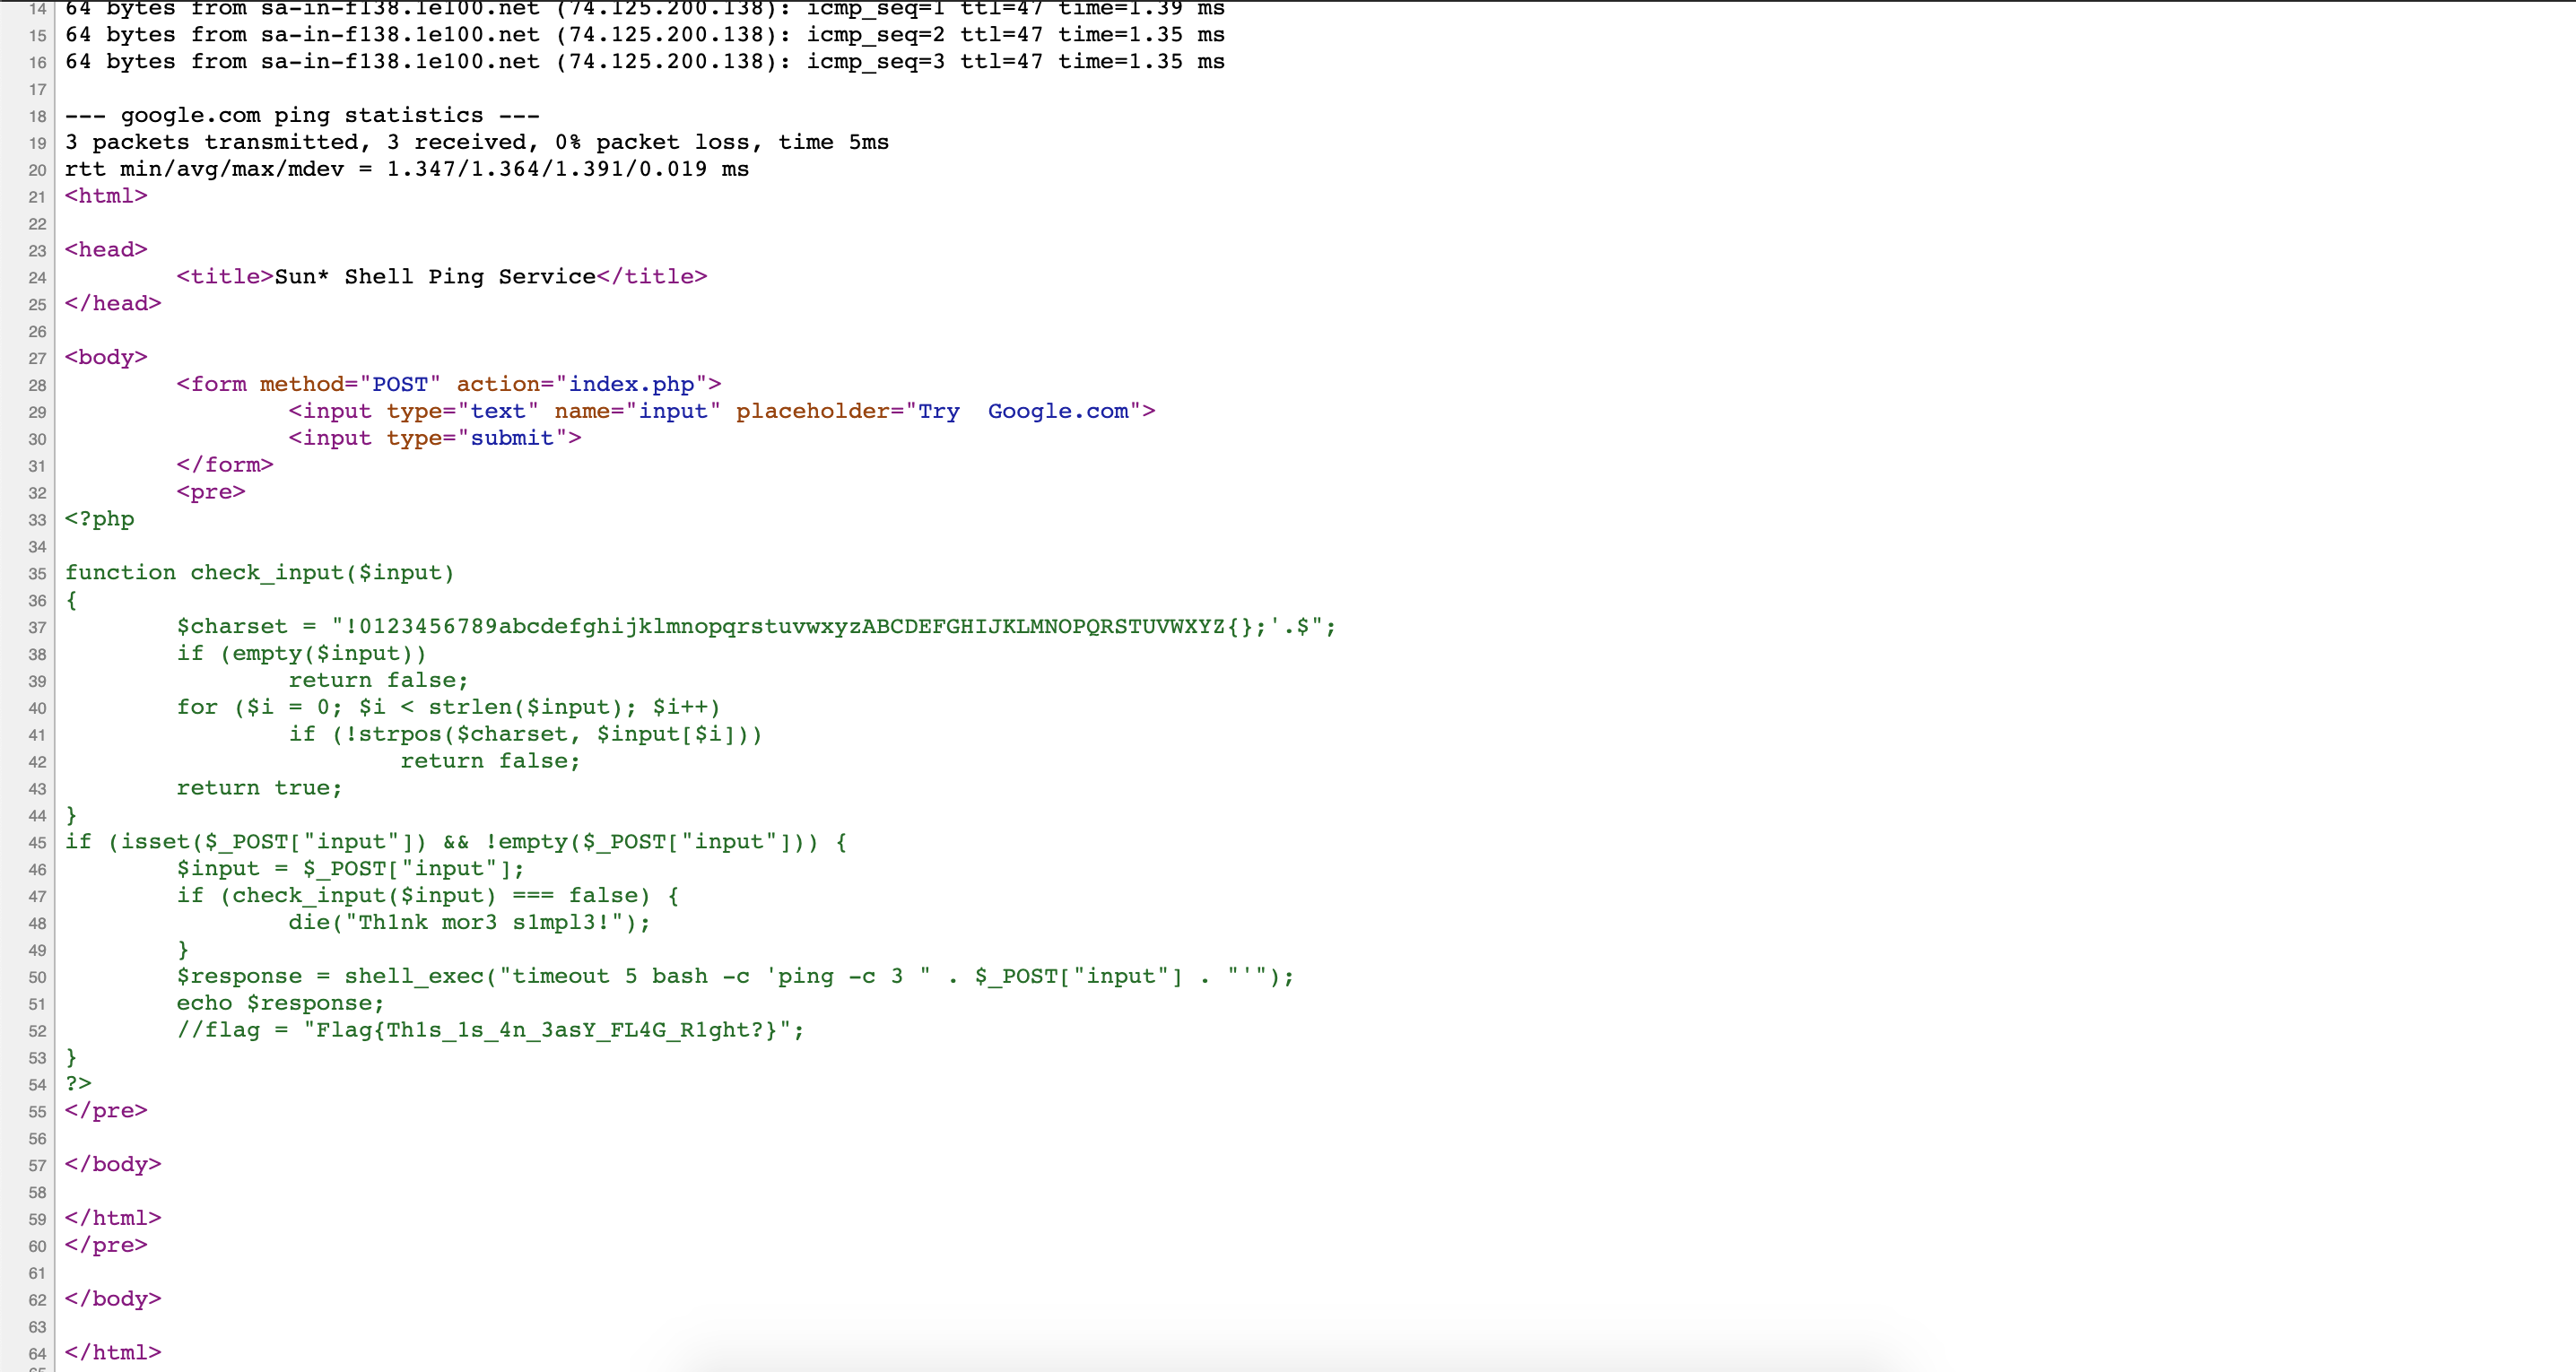 14 64 bytes from sa-in-f138.1e100.net (74.125.200.138): icmp_seq=1 ttl=47 time=1.39 ms
15 64 bytes from sa-in-f138.1e100.net (74.125.200.138): icmp_seq=2 ttl=47 time=1.35 ms
16 64 bytes from sa-in-f138.1e100.net (74.125.200.138): icmp_seq=3 ttl=47 time=1.35 ms
17
18 --- google.com ping statistics ---
19 3 packets transmitted, 3 received, 0% packet loss, time 5ms
20 rtt min/avg/max/mdev = 1.347/1.364/1.391/0.019 ms
21 <html>
22
23 <head>
24         <title>Sun* Shell Ping Service</title>
25 </head>
26
27 <body>
28         <form method="POST" action="index.php">
29                 <input type="text" name="input" placeholder="Try  Google.com">
30                 <input type="submit">
31         </form>
32         <pre>
33 <?php
34
35 function check_input($input)
36 {
37         $charset = "!0123456789abcdefghijklmnopqrstuvwxyzABCDEFGHIJKLMNOPQRSTUVWXYZ{};'.$";
38         if (empty($input))
39                 return false;
40         for ($i = 0; $i < strlen($input); $i++)
41                 if (!strpos($charset, $input[$i]))
42                         return false;
43         return true;
44 }
45 if (isset($_POST["input"]) && !empty($_POST["input"])) {
46         $input = $_POST["input"];
47         if (check_input($input) === false) {
48                 die("Th1nk mor3 s1mpl3!");
49         }
50         $response = shell_exec("timeout 5 bash -c 'ping -c 3 " . $_POST["input"] . "'");
51         echo $response;
52         //flag = "Flag{Th1s_1s_4n_3asY_FL4G_R1ght?}";
53 }
54 ?>
55 </pre>
56
57 </body>
58
59 </html>
60 </pre>
61
62 </body>
63
64 </html>
65